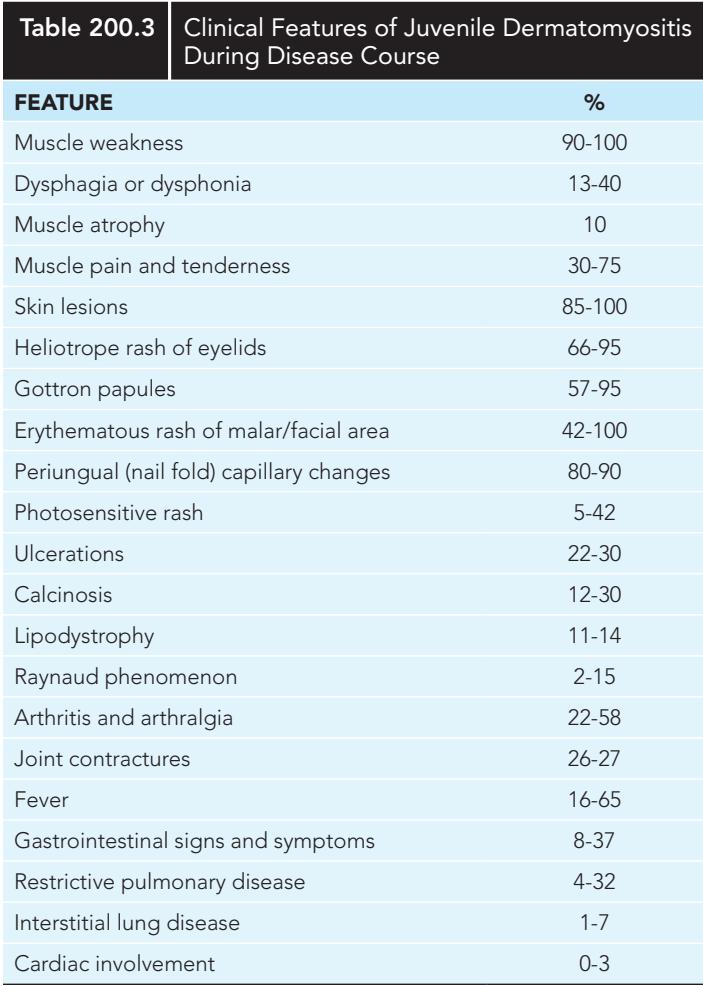 Table 200.3 Clinical Features of Juvenile Dermatomyositis
During Disease Course
FEATURE %
Muscle weakness 90-100
Dysphagia or dysphonia 13-40
Muscle atrophy 10
Muscle pain and tenderness 30-75
Skin lesions 85-100
Heliotrope rash of eyelids 66-95
Gottron papules 57-95
Erythematous rash of malar/facial area 42-100
Periungual (nail fold) capillary changes 80-90
Photosensitive rash 5-42
Ulcerations 22-30
Calcinosis 12-30
Lipodystrophy 11-14
Raynaud phenomenon 2-15
Arthritis and arthralgia 22-58
Joint contractures 26-27
Fever 16-65
Gastrointestinal signs and symptoms 8-37
Restrictive pulmonary disease 4-32
Interstitial lung disease 1-7
Cardiac involvement 0-3